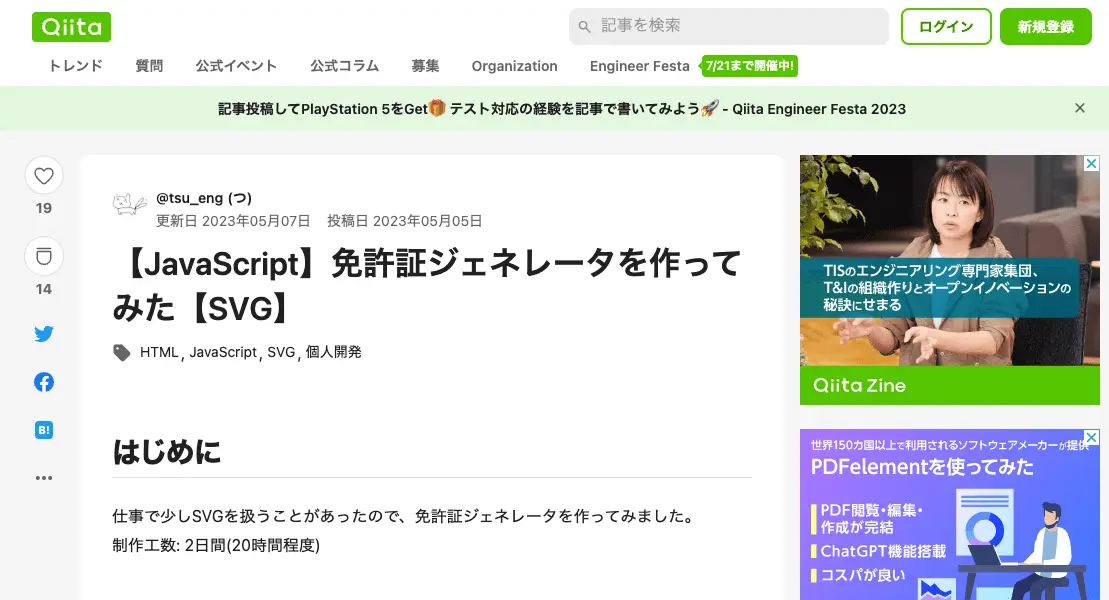 Qiita
記事を検索
ログイン
新規登録
トレンド
質問
公式イベント
公式コラム
募集
Organization
Engineer Festa
7/21まで開催中!
記事投稿してPlayStation 5をGet🎁 テスト対応の経験を記事で書いてみよう🚀 - Qiita Engineer Festa 2023
19
14
B!
@tsu_eng (つ)
更新日 2023年05月07日 投稿日 2023年05月05日
【JavaScript】免許証ジェネレータを作って
みた【SVG】
HTML, JavaScript, SVG, 個人開発
はじめに
仕事で少しSVGを扱うことがあったので、免許証ジェネレータを作ってみました。
制作工数: 2日間(20時間程度)
TISのエンジニアリング専門家集団、
T&Iの組織作りとオープンイノベーションの
秘訣にせまる
Qiita Zine
世界150カ国以上で利用されるソフトウェアメーカーが提供
PDFelementを使ってみた
PDF閲覧・編集・
作成が完結
ChatGPT機能搭載
コスパが良い